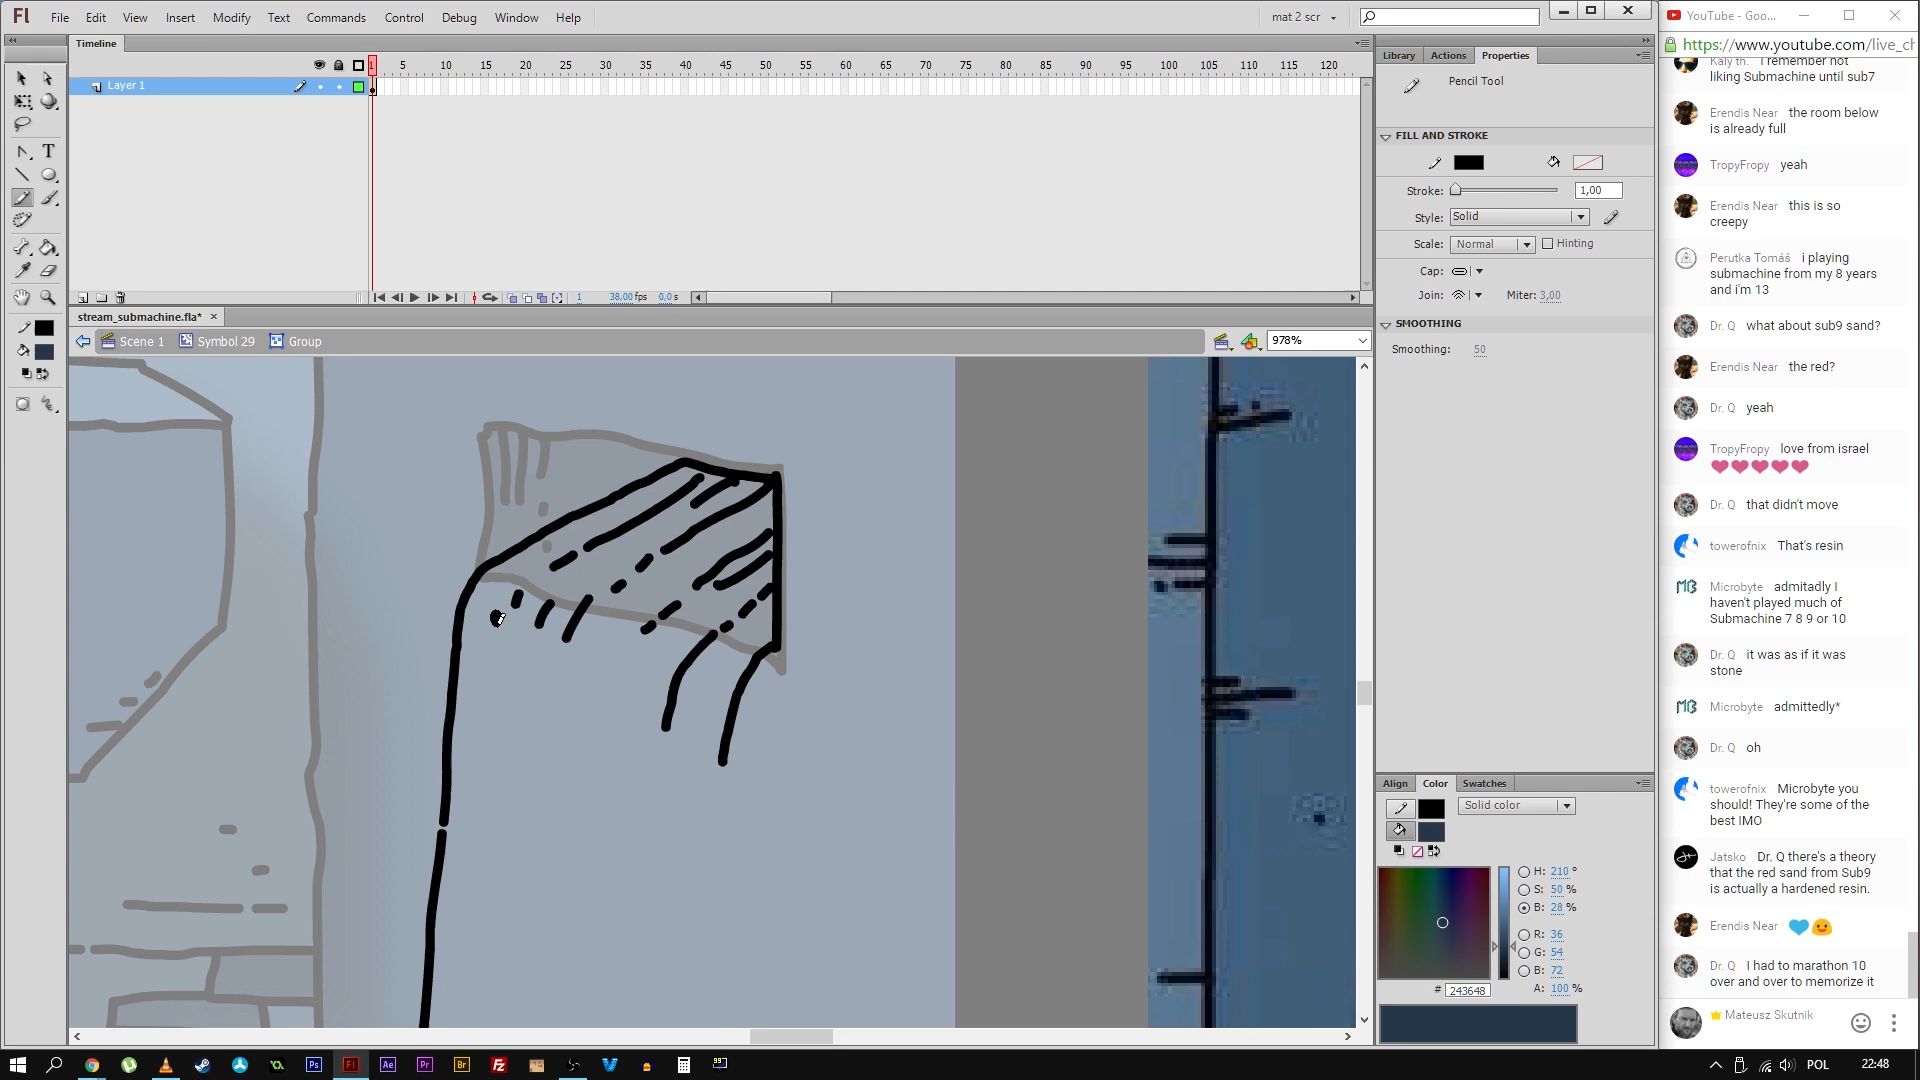 Fl File Edit View Insert Modify Text Commands Control Debug Window Help mat 2 scr
YouTube - Goo...
https://www.youtube.com/live_ch
Timeline
1 5 10 15 20 25 30 35 40 45 50 55 60 65 70 75 80 85 90 95 100 105 110 115 120
Layer 1
1 38,00 fps 0,0 s
stream_submachine.fla*
Scene 1 Symbol 29 Group 978%
Library Actions Properties
Pencil Tool
FILL AND STROKE
Stroke: 1,00
Style: Solid
Scale: Normal Hinting
Cap:
Join: Miter: 3,00
SMOOTHING
Smoothing: 50
Align Color Swatches
Solid color
H: 210 °
S: 50 %
B: 28 %
R: 36
G: 54
B: 72
# 243648 A: 100 %
Kaly th. I remember not
liking Submachine until sub7
Erendis Near the room below
is already full
TropyFropy yeah
Erendis Near this is so
creepy
Perutka Tomáš i playing
submachine from my 8 years
and i'm 13
Dr. Q what about sub9 sand?
Erendis Near the red?
Dr. Q yeah
TropyFropy love from israel
Dr. Q that didn't move
towerofnix That's resin
Microbyte admitadly I
haven't played much of
Submachine 7 8 9 or 10
Dr. Q it was as if it was
stone
Microbyte admittedly*
Dr. Q oh
towerofnix Microbyte you
should! They're some of the
best IMO
Jatsko Dr. Q there's a theory
that the red sand from Sub9
is actually a hardened resin.
Erendis Near
Dr. Q I had to marathon 10
over and over to memorize it
Mateusz Skutnik
Ps Fl Ae Pr Br Fz POL 22:48